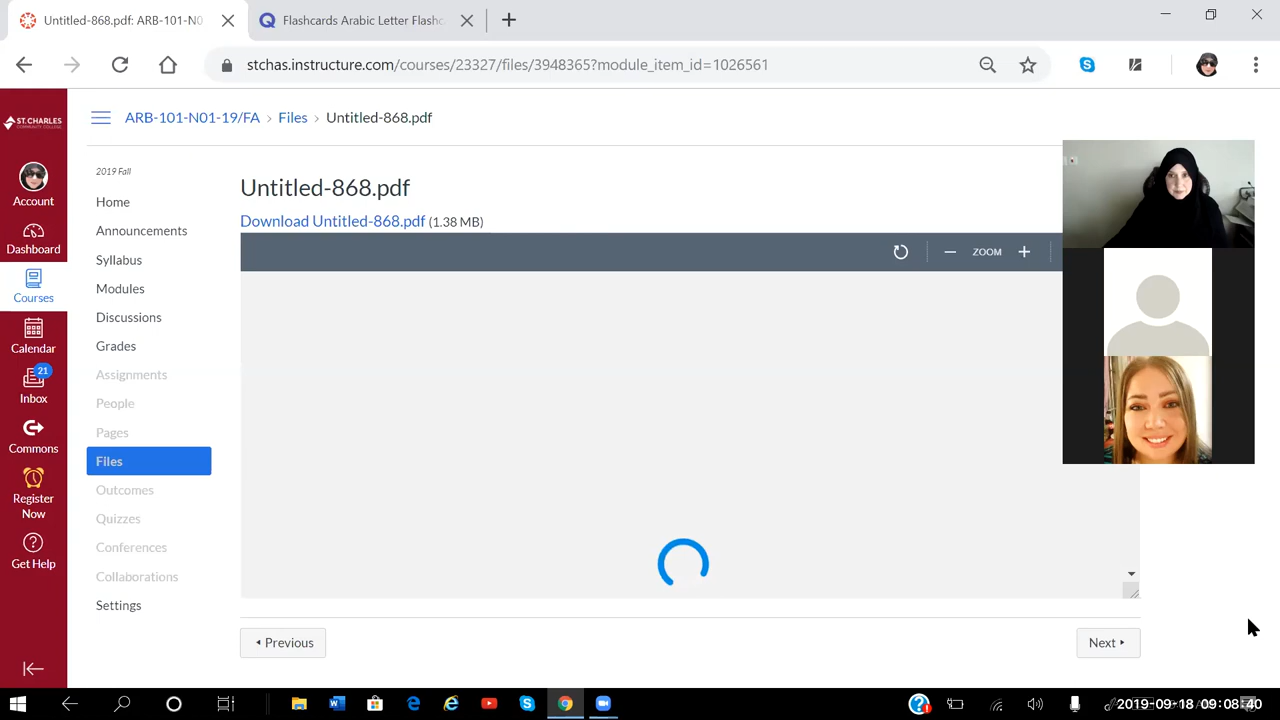 Untitled-868.pdf: ARB-101-N0
Flashcards Arabic Letter Flashc
stchas.instructure.com/courses/23327/files/3948365?module_item_id=1026561
ST. CHARLES
COMMUNITY COLLEGE
Account
Dashboard
Courses
Calendar
21
Inbox
Commons
Register
Now
Get Help
ARB-101-N01-19/FA › Files › Untitled-868.pdf
2019 Fall
Home
Announcements
Syllabus
Modules
Discussions
Grades
Assignments
People
Pages
Files
Outcomes
Quizzes
Conferences
Collaborations
Settings
Untitled-868.pdf
Download Untitled-868.pdf (1.38 MB)
ZOOM
Previous
Next
2019-09-18 09:08:40